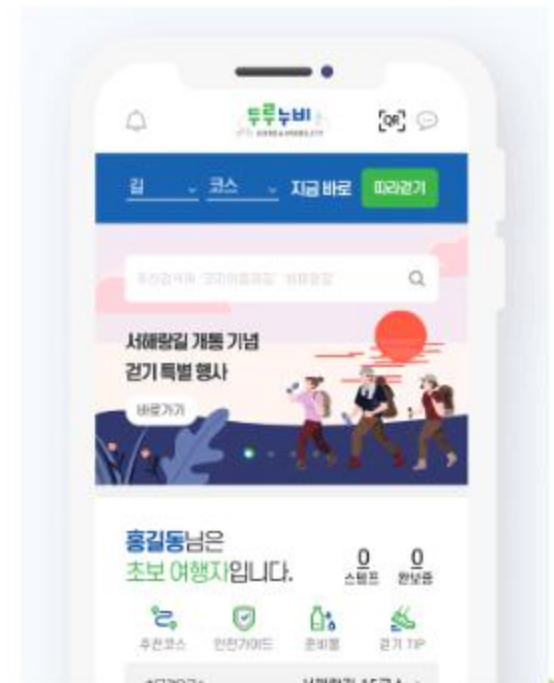 두루누비
KOREA MOBILITY
QR
길 코스 지금 바로 따라걷기
서해랑길 개통 기념
걷기 특별 행사
바로가기
홍길동님은
초보 여행자입니다.
0 0
스탬프 완보증
추천코스 안전가이드 준비물 걷기 TIP